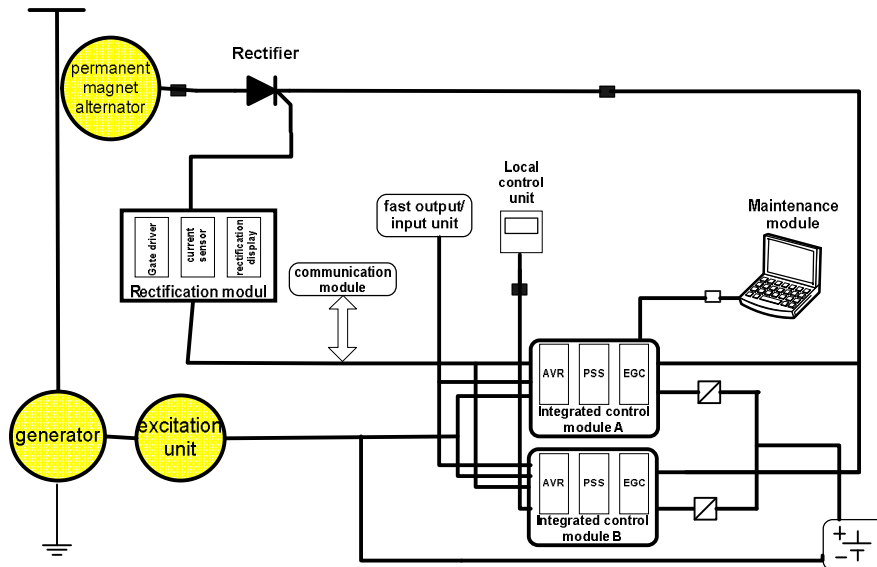 Rectifier
permanent
magnet
alternator
Local
control
unit
fast output/
input unit
Maintenance
module
Gate driver
current
sensor
rectification
display
Rectification modul
communication
module
AVR
PSS
EGC
Integrated control
module A
generator
excitation
unit
AVR
PSS
EGC
Integrated control
module B
+
−